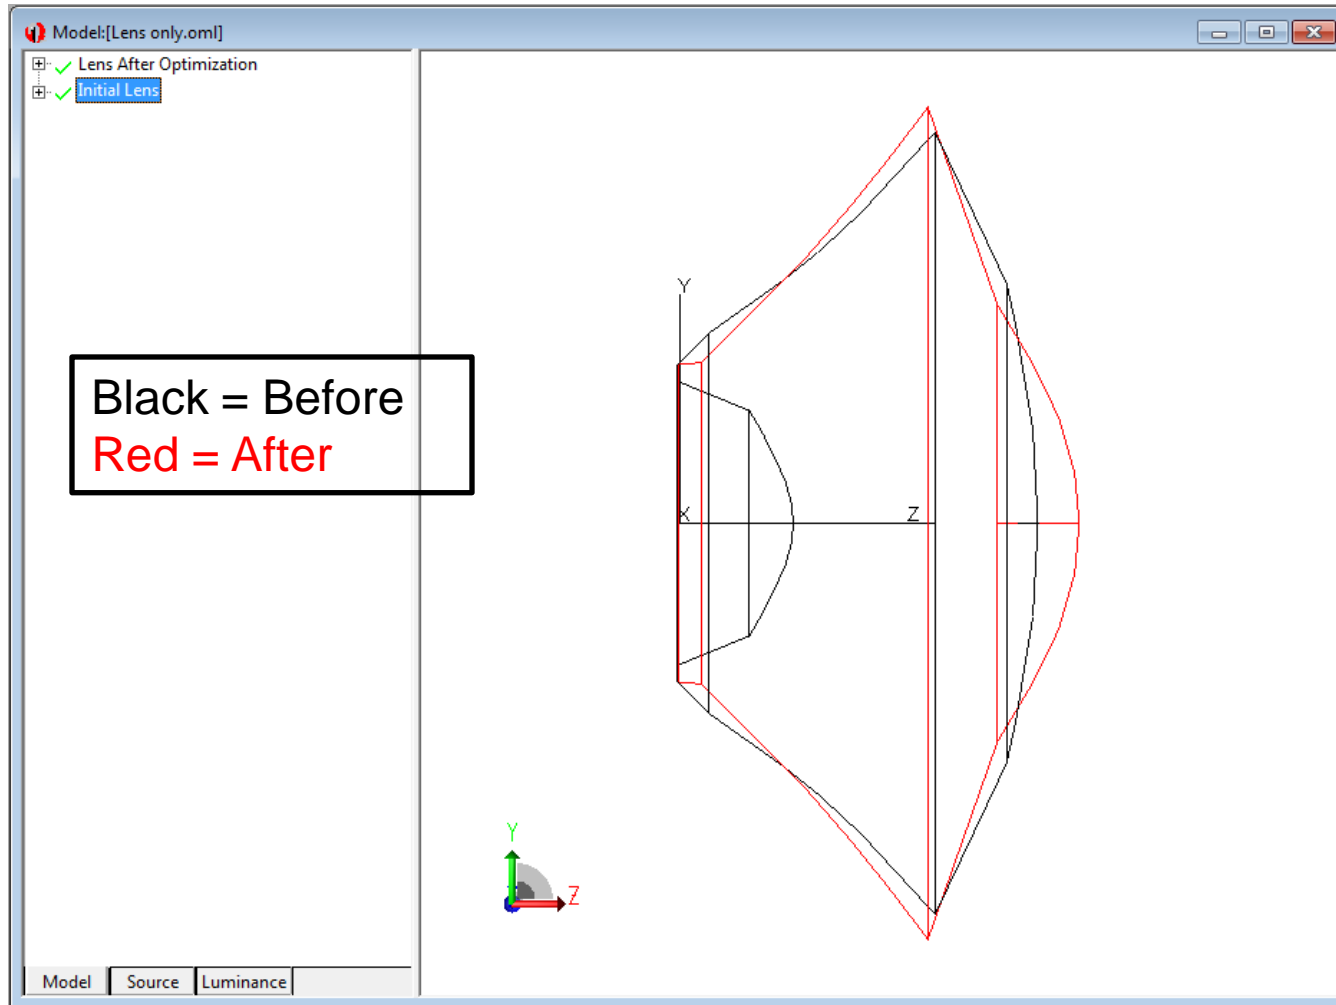 Model:[Lens only.oml]
Lens After Optimization
Initial Lens
Black = Before
Red = After
Y
X
Z
Y
Z
Model
Source
Luminance